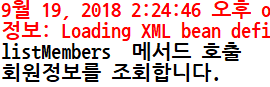 9월 19, 2018 2:24:46 오후 o
정보: Loading XML bean defi
listMembers 메서드 호출
회원정보를 조회합니다.